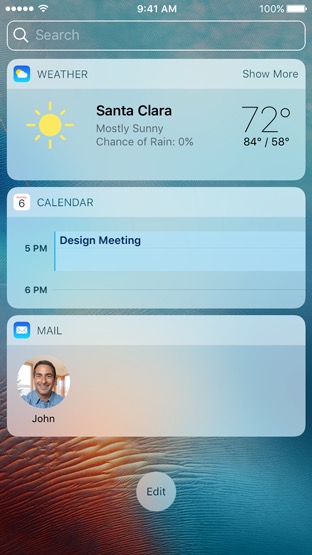 9:41 AM
100%
Search
WEATHER
Show More
Santa Clara
Mostly Sunny
Chance of Rain: 0%
72°
84° / 58°
6
CALENDAR
5 PM
Design Meeting
6 PM
MAIL
John
Edit